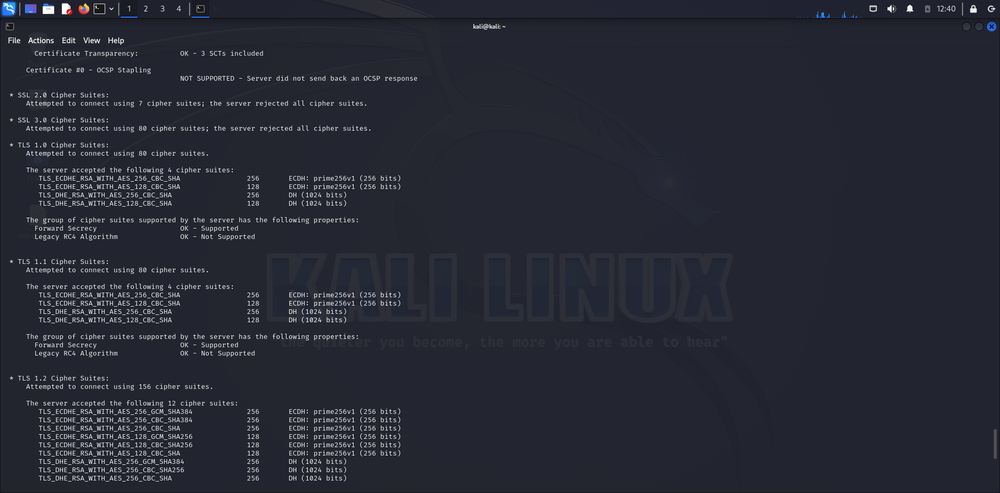 1 2 3 4 12:40
kali@kali: ~
File Actions Edit View Help
Certificate Transparency: OK - 3 SCTs included
Trash
Certificate #0 - OCSP Stapling
NOT SUPPORTED - Server did not send back an OCSP response
* SSL 2.0 Cipher Suites:
Attempted to connect using 7 cipher suites; the server rejected all cipher suites.
* SSL 3.0 Cipher Suites:
Attempted to connect using 80 cipher suites; the server rejected all cipher suites.
* TLS 1.0 Cipher Suites:
Attempted to connect using 80 cipher suites.
The server accepted the following 4 cipher suites:
TLS_ECDHE_RSA_WITH_AES_256_CBC_SHA 256 ECDH: prime256v1 (256 bits)
TLS_ECDHE_RSA_WITH_AES_128_CBC_SHA 128 ECDH: prime256v1 (256 bits)
TLS_DHE_RSA_WITH_AES_256_CBC_SHA 256 DH (1024 bits)
TLS_DHE_RSA_WITH_AES_128_CBC_SHA 128 DH (1024 bits)
The group of cipher suites supported by the server has the following properties:
Forward Secrecy OK - Supported
Legacy RC4 Algorithm OK - Not Supported
* TLS 1.1 Cipher Suites:
Attempted to connect using 80 cipher suites.
KALI LINUX
The server accepted the following 4 cipher suites:
TLS_ECDHE_RSA_WITH_AES_256_CBC_SHA 256 ECDH: prime256v1 (256 bits)
TLS_ECDHE_RSA_WITH_AES_128_CBC_SHA 128 ECDH: prime256v1 (256 bits)
TLS_DHE_RSA_WITH_AES_256_CBC_SHA 256 DH (1024 bits)
TLS_DHE_RSA_WITH_AES_128_CBC_SHA 128 DH (1024 bits)
The group of cipher suites supported by the server has the following properties:
"the quieter you become, the more you are able to hear"
Forward Secrecy OK - Supported
Legacy RC4 Algorithm OK - Not Supported
* TLS 1.2 Cipher Suites:
Attempted to connect using 156 cipher suites.
The server accepted the following 12 cipher suites:
TLS_ECDHE_RSA_WITH_AES_256_GCM_SHA384 256 ECDH: prime256v1 (256 bits)
TLS_ECDHE_RSA_WITH_AES_256_CBC_SHA384 256 ECDH: prime256v1 (256 bits)
TLS_ECDHE_RSA_WITH_AES_256_CBC_SHA 256 ECDH: prime256v1 (256 bits)
TLS_ECDHE_RSA_WITH_AES_128_GCM_SHA256 128 ECDH: prime256v1 (256 bits)
TLS_ECDHE_RSA_WITH_AES_128_CBC_SHA256 128 ECDH: prime256v1 (256 bits)
TLS_ECDHE_RSA_WITH_AES_128_CBC_SHA 128 ECDH: prime256v1 (256 bits)
TLS_DHE_RSA_WITH_AES_256_GCM_SHA384 256 DH (1024 bits)
TLS_DHE_RSA_WITH_AES_256_CBC_SHA256 256 DH (1024 bits)
TLS_DHE_RSA_WITH_AES_256_CBC_SHA 256 DH (1024 bits)